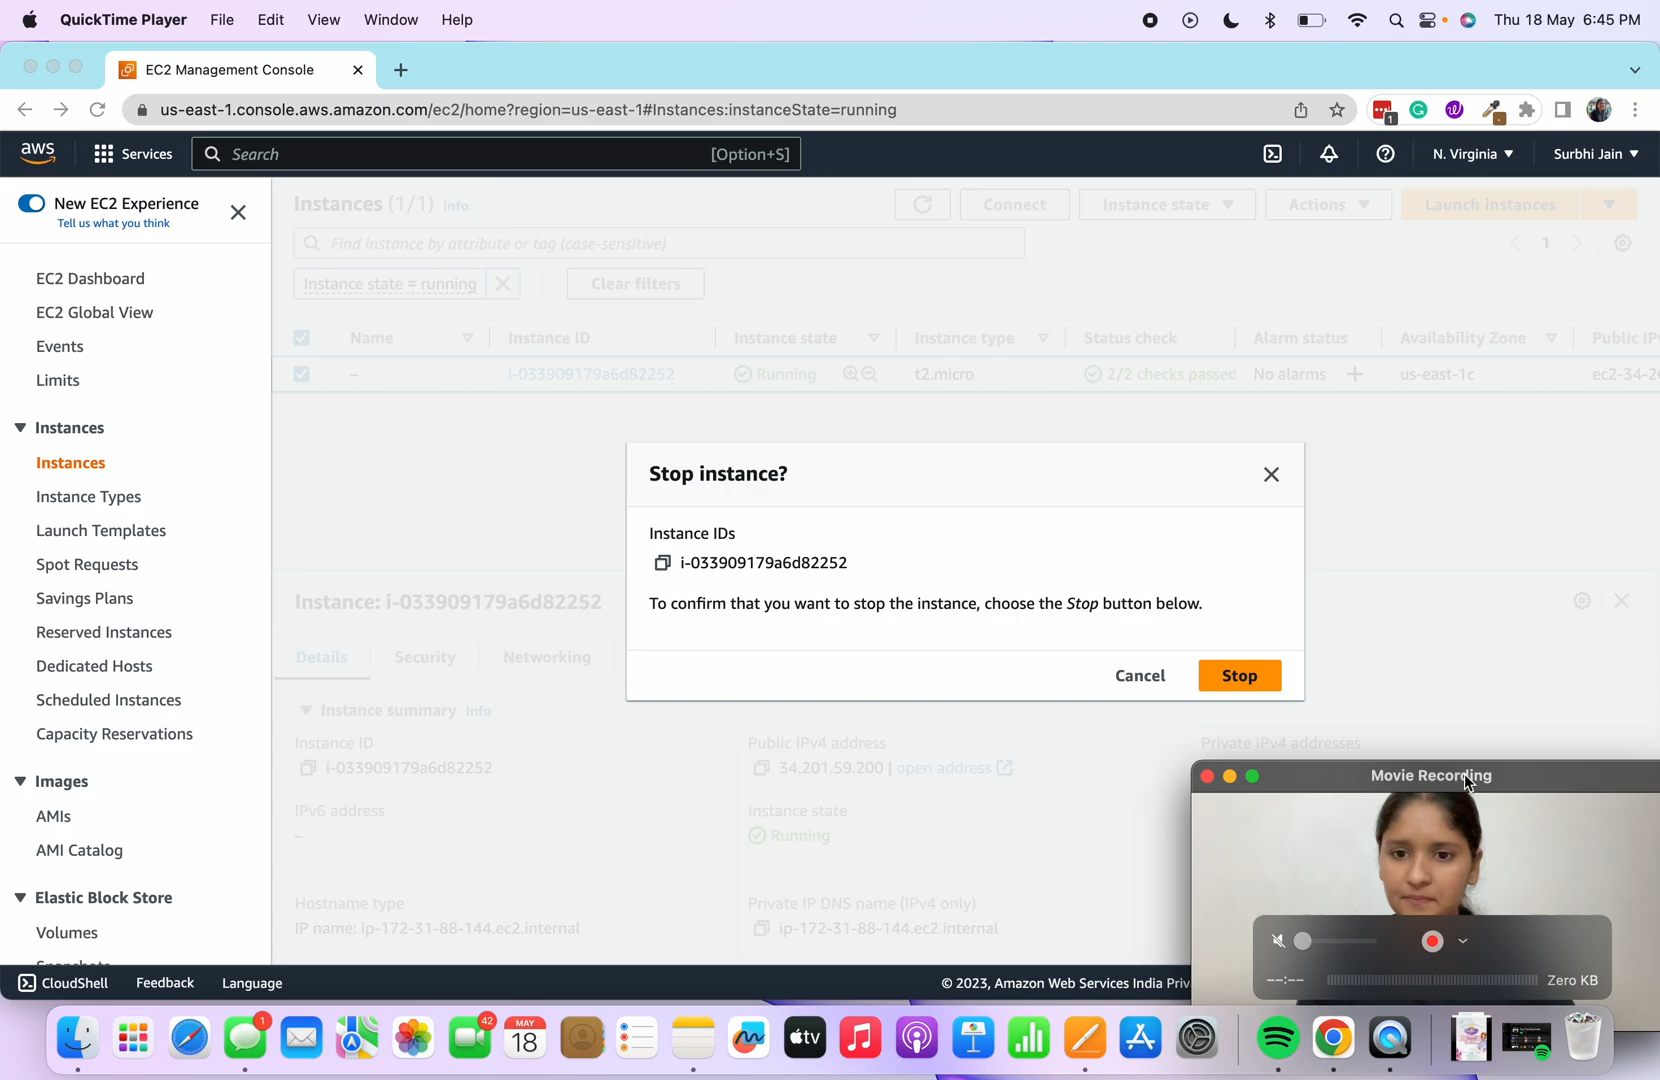 QuickTime Player File Edit View Window Help Thu 18 May 6:45 PM
EC2 Management Console
us-east-1.console.aws.amazon.com/ec2/home?region=us-east-1#Instances:instanceState=running
1
aws Services Search [Option+S] N. Virginia Surbhi Jain
New EC2 Experience
Tell us what you think
EC2 Dashboard
EC2 Global View
Events
Limits
Instances
Instances
Instance Types
Launch Templates
Spot Requests
Savings Plans
Reserved Instances
Dedicated Hosts
Scheduled Instances
Capacity Reservations
Images
AMIs
AMI Catalog
Elastic Block Store
Volumes
Instances (1/1) Info Connect Instance state Actions Launch instances
Find instance by attribute or tag (case-sensitive) 1
Instance state = running Clear filters
Name Instance ID Instance state Instance type Status check Alarm status Availability Zone Public IP
– i-033909179a6d82252 Running t2.micro 2/2 checks passed No alarms + us-east-1c ec2-34-20
Stop instance?
Instance IDs
i-033909179a6d82252
To confirm that you want to stop the instance, choose the Stop button below.
Cancel Stop
Instance: i-033909179a6d82252
Details Security Networking
Instance summary Info
Instance ID Public IPv4 address Private IPv4 addresses
i-033909179a6d82252 34.201.59.200 | open address
IPv6 address Instance state
– Running
Hostname type Private IP DNS name (IPv4 only)
IP name: ip-172-31-88-144.ec2.internal ip-172-31-88-144.ec2.internal
Movie Recording
--:-- Zero KB
CloudShell Feedback Language © 2023, Amazon Web Services India Priv
1 42 MAY
18 tv